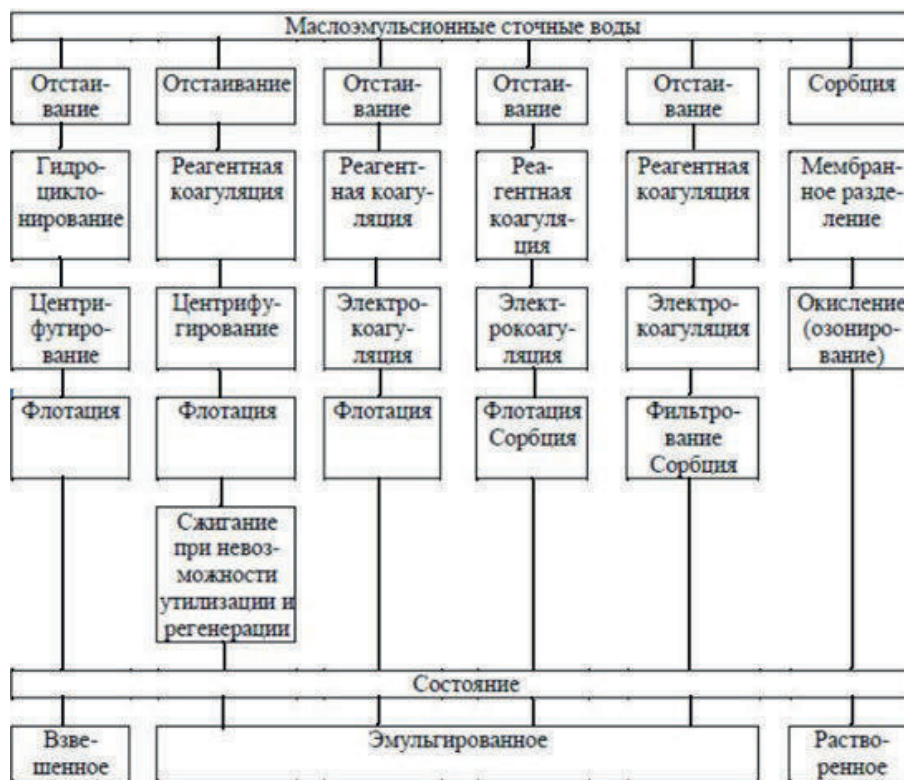 Маслоэмульсионные сточные воды
Отстаи-
вание
Отстаивание
Отстаи-
вание
Отстаи-
вание
Отстаи-
вание
Сорбция
Гидро-
цикло-
нирование
Реагентная
коагуляция
Реагент-
ная коагу-
ляция
Реа-
гентная
коагуля-
ция
Реагентная
коагуляция
Мембран-
ное разде-
ление
Центри-
фугиро-
вание
Центрифу-
гирование
Электро-
коагу-
ляция
Элект-
рокоагу-
ляция
Электро-
коагуляция
Окисление
(озониро-
вание)
Флотация
Флотация
Флотация
Флотация
Сорбция
Фильтро-
вание
Сорбция
Сжигание
при невоз-
можности
утилизации и
регенерации
Состояние
Взве-
шенное
Эмульгированное
Раство-
ренное